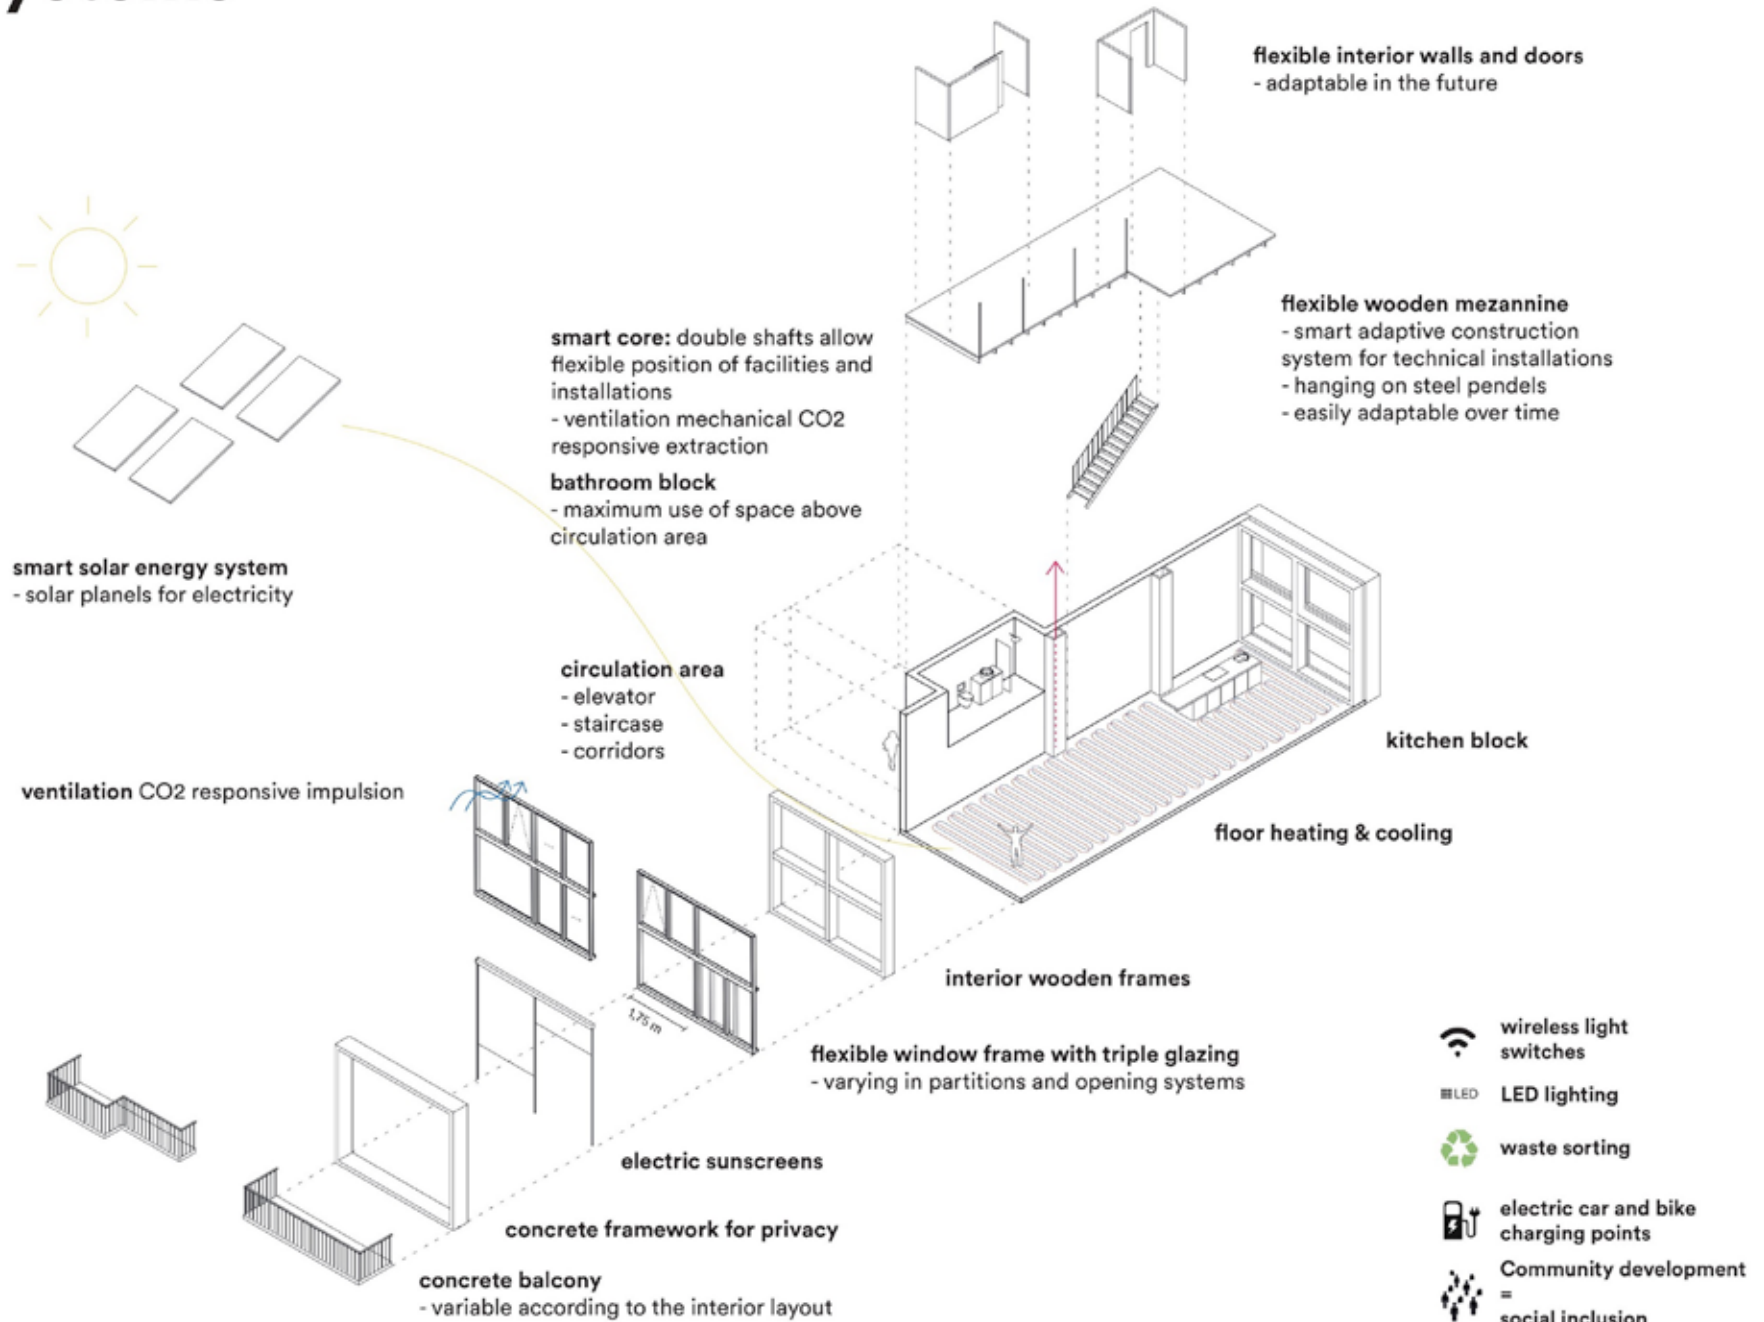 flexible interior walls and doors
- adaptable in the future
flexible wooden mezannine
- smart adaptive construction
system for technical installations
- hanging on steel pendels
- easily adaptable over time
smart core: double shafts allow
flexible position of facilities and
installations
- ventilation mechanical CO2
responsive extraction
bathroom block
- maximum use of space above
circulation area
smart solar energy system
- solar planels for electricity
circulation area
- elevator
- staircase
- corridors
kitchen block
ventilation CO2 responsive impulsion
floor heating & cooling
interior wooden frames
1,75 m
flexible window frame with triple glazing
- varying in partitions and opening systems
electric sunscreens
concrete framework for privacy
concrete balcony
- variable according to the interior layout
wireless light
switches
LED LED lighting
waste sorting
electric car and bike
charging points
Community development
=
social inclusion